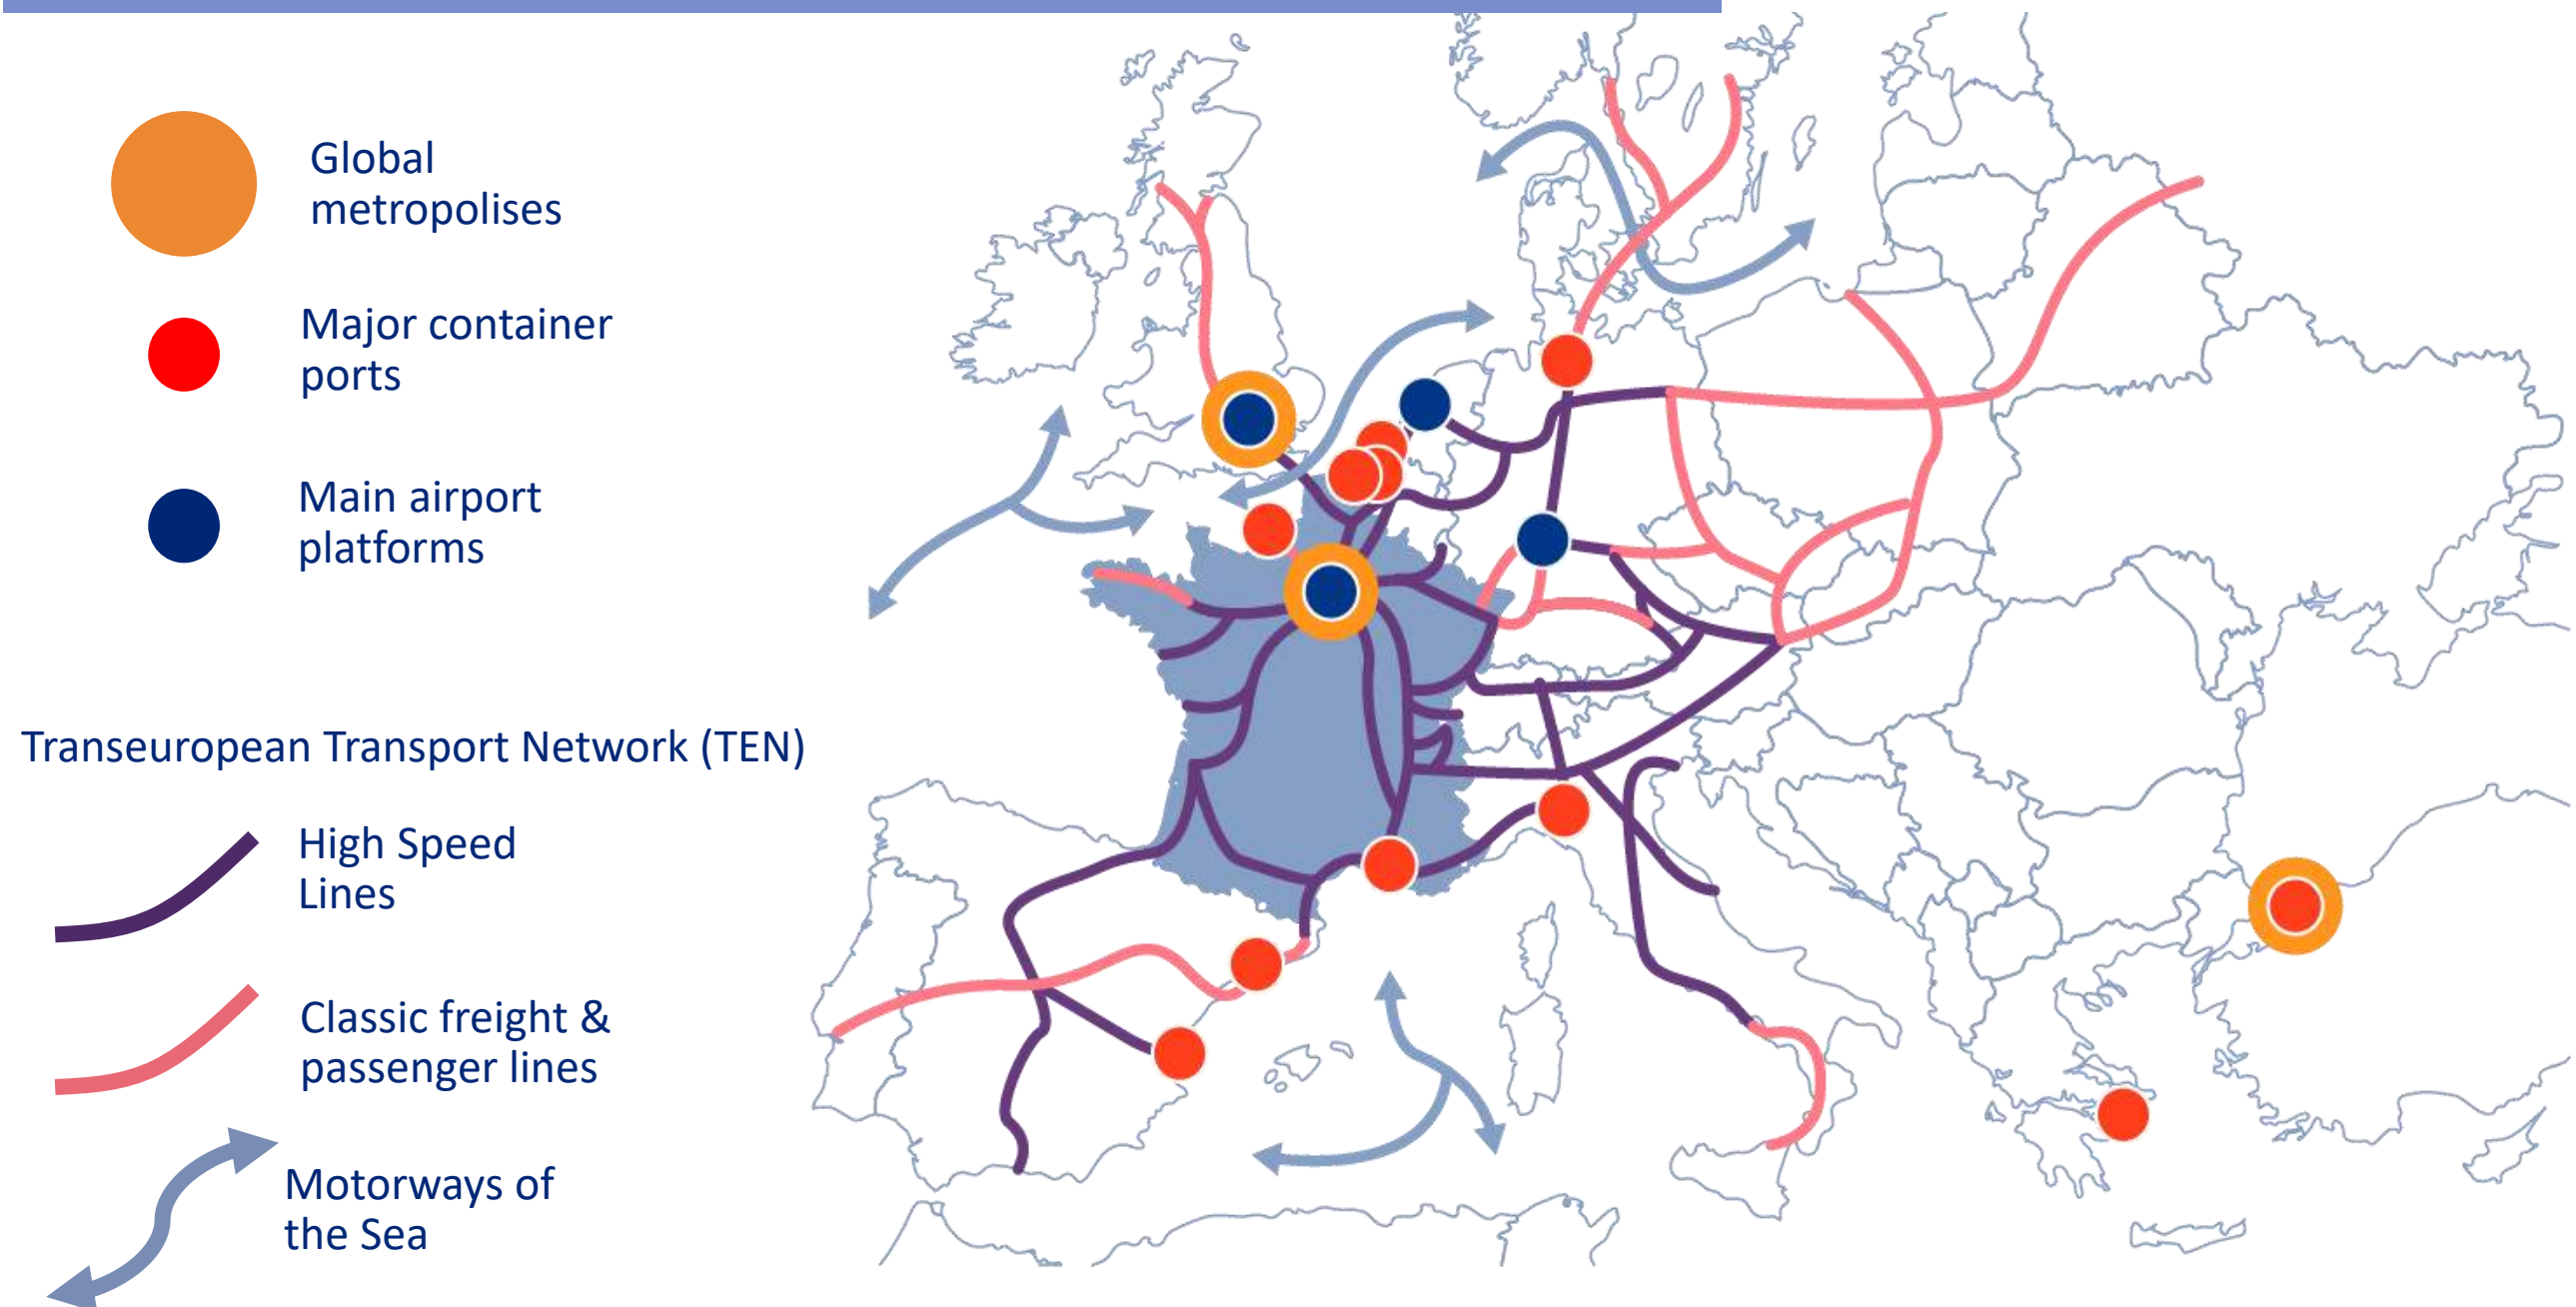 Global
metropolises
Major container
ports
Main airport
platforms
Transeuropean Transport Network (TEN)
High Speed
Lines
Classic freight &
passenger lines
Motorways of
the Sea